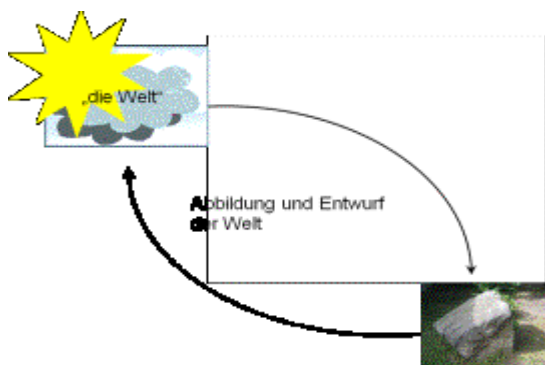 „die Welt“
Abbildung und Entwurf
der Welt